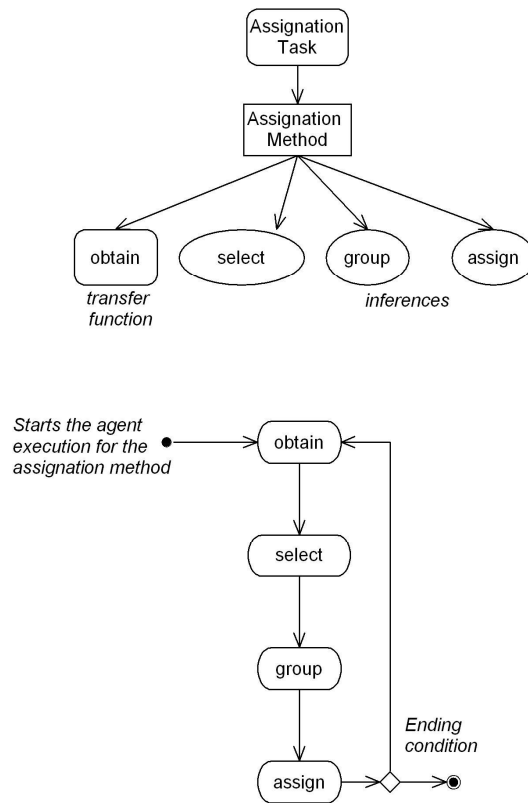 Assignation
Task
Assignation
Method
obtain
select
group
assign
transfer
function
inferences
Starts the agent
execution for the
assignation method
obtain
select
group
Ending
condition
assign